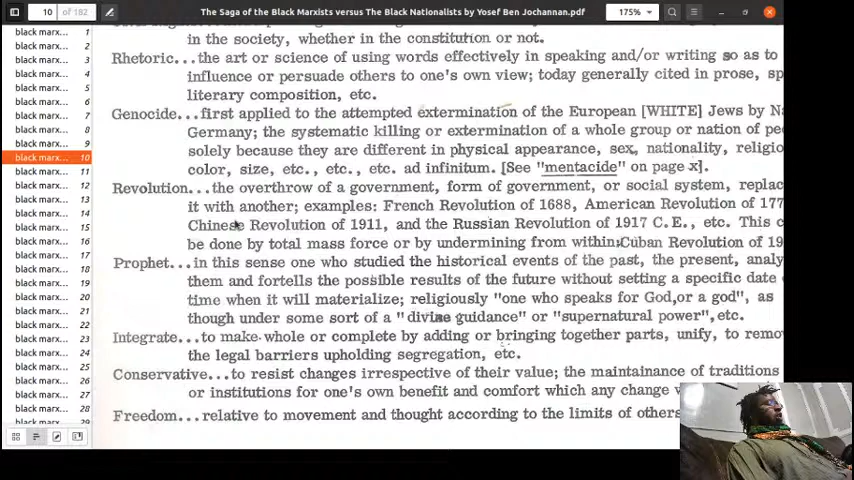 10 of 182
The Saga of the Black Marxists versus The Black Nationalists by Yosef Ben Jochannan.pdf
175%
black marx... 1
black marx... 2
black marx... 3
black marx... 4
black marx... 5
black marx... 6
black marx... 7
black marx... 8
black marx... 9
black marx... 10
black marx... 11
black marx... 12
black marx... 13
black marx... 14
black marx... 15
black marx... 16
black marx... 17
black marx... 18
black marx... 19
black marx... 20
black marx... 21
black marx... 22
black marx... 23
black marx... 24
black marx... 25
black marx... 26
black marx... 27
black marx... 28
black marx... 29
in the society, whether in the constitution or not.
Rhetoric...the art or science of using words effectively in speaking and/or writing so as to
influence or persuade others to one's own view; today generally cited in prose, sp
literary composition, etc.
Genocide...first applied to the attempted extermination of the European [WHITE] Jews by Na
Germany; the systematic killing or extermination of a whole group or nation of pe
solely because they are different in physical appearance, sex, nationality, religio
color, size, etc., etc., etc. ad infinitum. [See "mentacide" on page x].
Revolution...the overthrow of a government, form of government, or social system, replac
it with another; examples: French Revolution of 1688, American Revolution of 177
Chinese Revolution of 1911, and the Russian Revolution of 1917 C.E., etc. This c
be done by total mass force or by undermining from within;Cuban Revolution of 19
Prophet...in this sense one who studied the historical events of the past, the present, analy
them and fortells the possible results of the future without setting a specific date
time when it will materialize; religiously "one who speaks for God,or a god", as
though under some sort of a "divine guidance" or "supernatural power", etc.
Integrate...to make whole or complete by adding or bringing together parts, unify, to remo
the legal barriers upholding segregation, etc.
Conservative...to resist changes irrespective of their value; the maintainance of traditions
or institutions for one's own benefit and comfort which any change
Freedom...relative to movement and thought according to the limits of others